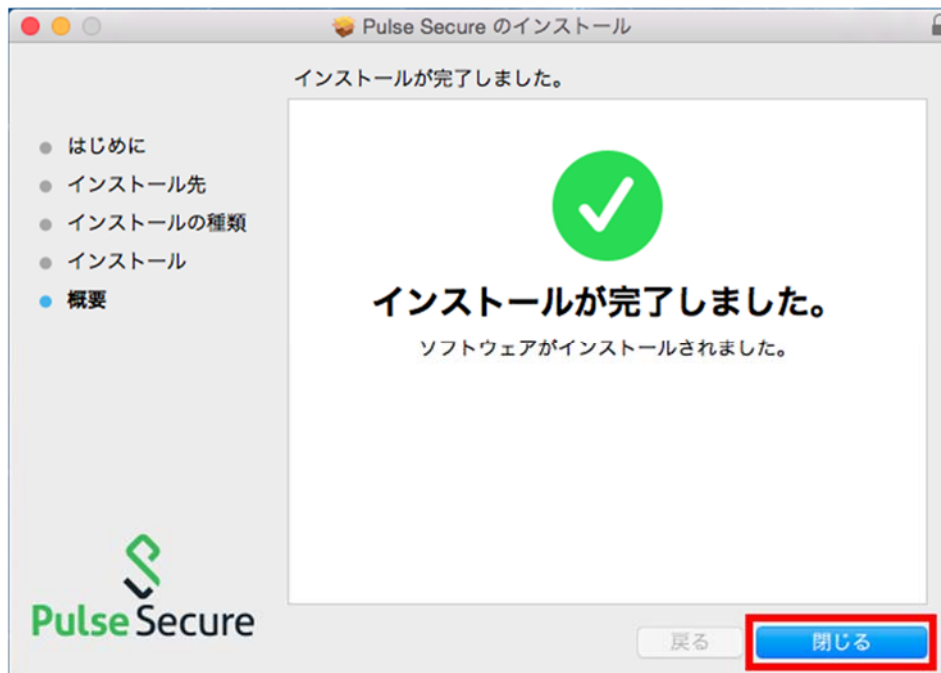 Pulse Secure のインストール
インストールが完了しました。
はじめに
インストール先
インストールの種類
インストール
概要
インストールが完了しました。
ソフトウェアがインストールされました。
Pulse Secure
戻る
閉じる